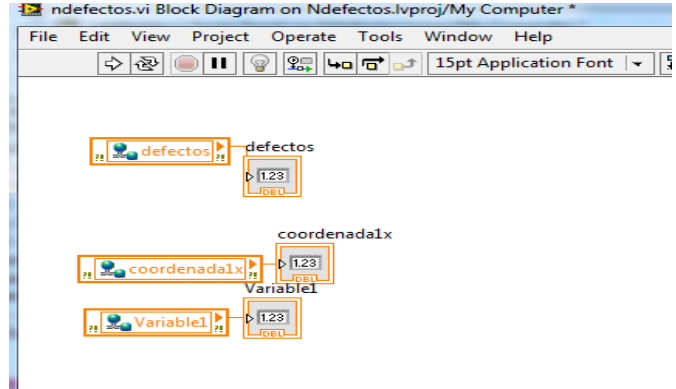 ndefectos.vi Block Diagram on Ndefectos.lvproj/My Computer *
File Edit View Project Operate Tools Window Help
15pt Application Font
defectos
?! defectos ?!
1.23
DBL
coordenada1x
?! coordenada1x ?!
1.23
DBL
Variable1
?! Variable1 ?!
1.23
DBL